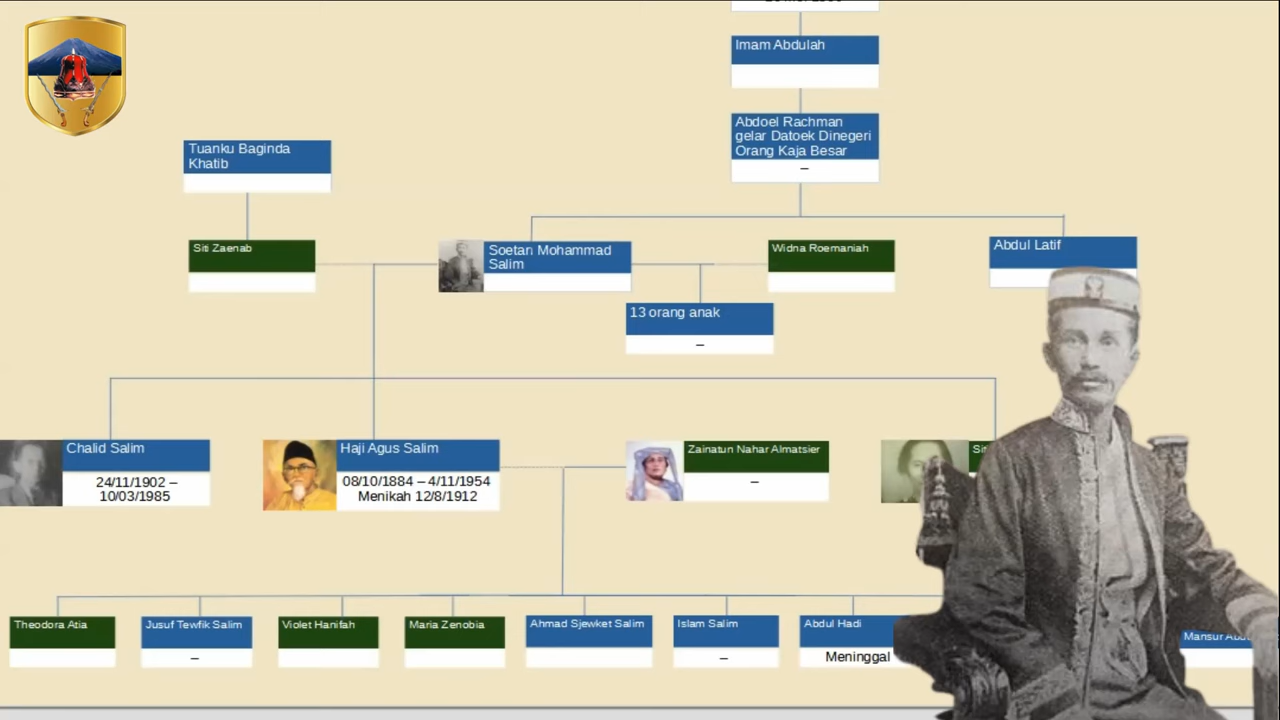 Imam Abdulah
Abdoel Rachman
gelar Datoek Dinegeri
Orang Kaja Besar
–
Tuanku Baginda
Khatib
Siti Zaenab
Soetan Mohammad
Salim
Widna Roemaniah
Abdul Latif
13 orang anak
–
Chalid Salim
24/11/1902 –
10/03/1985
Haji Agus Salim
08/10/1884 – 4/11/1954
Menikah 12/8/1912
Zainatun Nahar Almatsier
–
Theodora Atia
Jusuf Tewfik Salim
–
Violet Hanifah
Maria Zenobia
Ahmad Sjewket Salim
Islam Salim
–
Abdul Hadi
Meninggal
Mansur